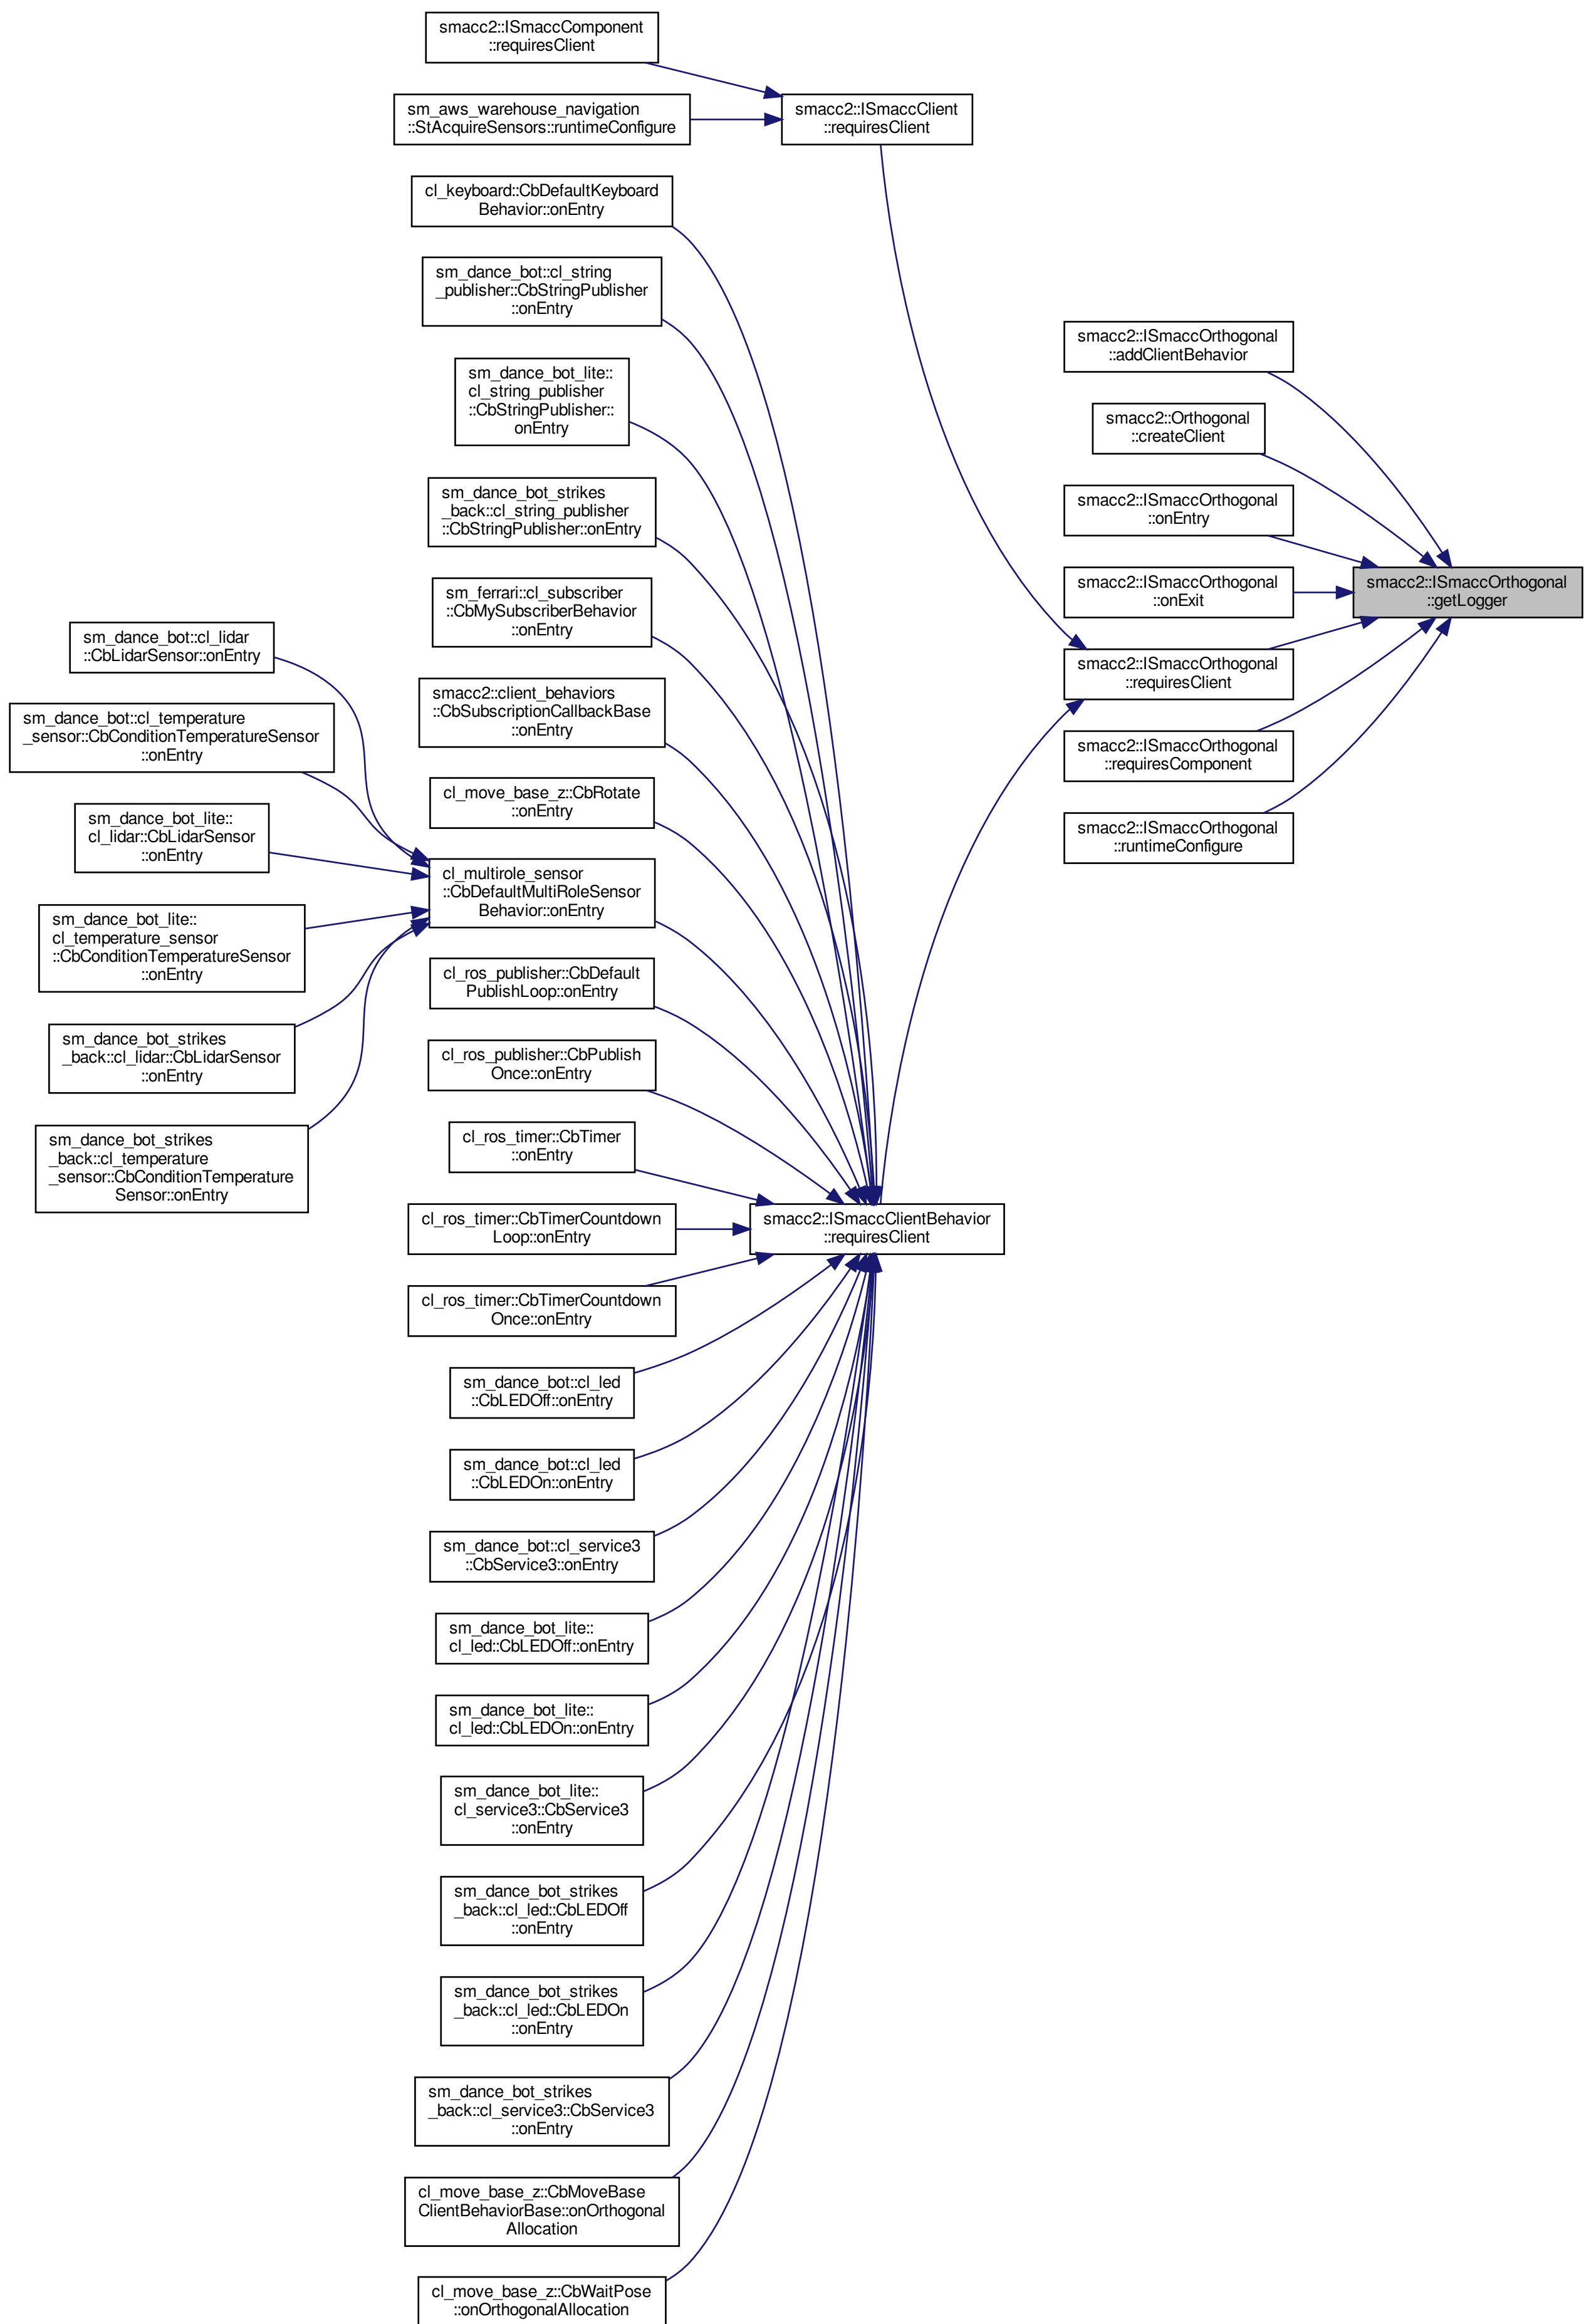 smacc2::ISmaccComponent
::requiresClient
sm_aws_warehouse_navigation
::StAcquireSensors::runtimeConfigure
smacc2::ISmaccClient
::requiresClient
cl_keyboard::CbDefaultKeyboard
Behavior::onEntry
sm_dance_bot::cl_string
_publisher::CbStringPublisher
::onEntry
sm_dance_bot_lite::
cl_string_publisher
::CbStringPublisher::
onEntry
sm_dance_bot_strikes
_back::cl_string_publisher
::CbStringPublisher::onEntry
sm_ferrari::cl_subscriber
::CbMySubscriberBehavior
::onEntry
smacc2::client_behaviors
::CbSubscriptionCallbackBase
::onEntry
cl_move_base_z::CbRotate
::onEntry
cl_multirole_sensor
::CbDefaultMultiRoleSensor
Behavior::onEntry
cl_ros_publisher::CbDefault
PublishLoop::onEntry
cl_ros_publisher::CbPublish
Once::onEntry
cl_ros_timer::CbTimer
::onEntry
cl_ros_timer::CbTimerCountdown
Loop::onEntry
cl_ros_timer::CbTimerCountdown
Once::onEntry
sm_dance_bot::cl_led
::CbLEDOff::onEntry
sm_dance_bot::cl_led
::CbLEDOn::onEntry
sm_dance_bot::cl_service3
::CbService3::onEntry
sm_dance_bot_lite::
cl_led::CbLEDOff::onEntry
sm_dance_bot_lite::
cl_led::CbLEDOn::onEntry
sm_dance_bot_lite::
cl_service3::CbService3
::onEntry
sm_dance_bot_strikes
_back::cl_led::CbLEDOff
::onEntry
sm_dance_bot_strikes
_back::cl_led::CbLEDOn
::onEntry
sm_dance_bot_strikes
_back::cl_service3::CbService3
::onEntry
cl_move_base_z::CbMoveBase
ClientBehaviorBase::onOrthogonal
Allocation
cl_move_base_z::CbWaitPose
::onOrthogonalAllocation
sm_dance_bot::cl_lidar
::CbLidarSensor::onEntry
sm_dance_bot::cl_temperature
_sensor::CbConditionTemperatureSensor
::onEntry
sm_dance_bot_lite::
cl_lidar::CbLidarSensor
::onEntry
sm_dance_bot_lite::
cl_temperature_sensor
::CbConditionTemperatureSensor
::onEntry
sm_dance_bot_strikes
_back::cl_lidar::CbLidarSensor
::onEntry
sm_dance_bot_strikes
_back::cl_temperature
_sensor::CbConditionTemperature
Sensor::onEntry
smacc2::ISmaccClientBehavior
::requiresClient
smacc2::ISmaccOrthogonal
::addClientBehavior
smacc2::Orthogonal
::createClient
smacc2::ISmaccOrthogonal
::onEntry
smacc2::ISmaccOrthogonal
::onExit
smacc2::ISmaccOrthogonal
::requiresClient
smacc2::ISmaccOrthogonal
::requiresComponent
smacc2::ISmaccOrthogonal
::runtimeConfigure
smacc2::ISmaccOrthogonal
::getLogger